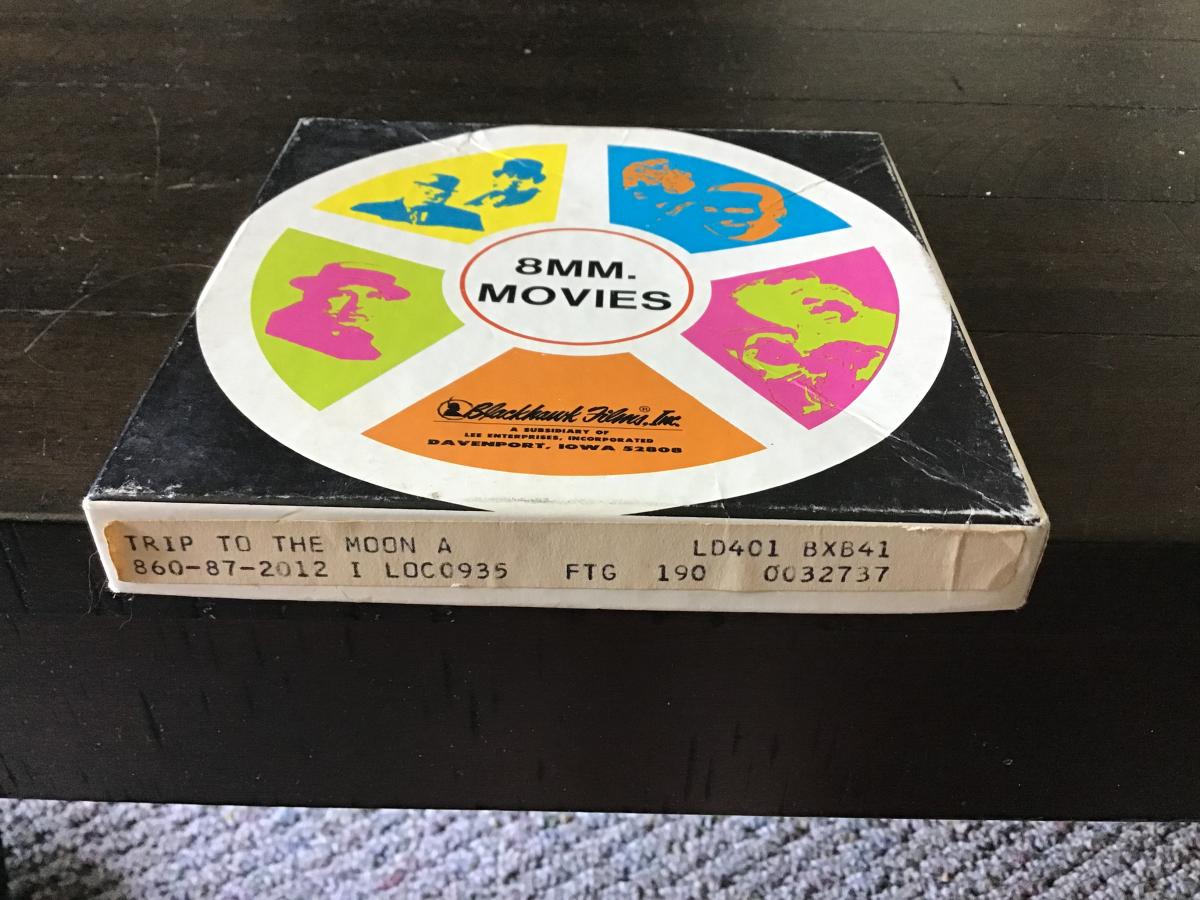 8MM.
MOVIES
Blackhawk Films, Inc.®
A SUBSIDIARY OF
LEE ENTERPRISES, INCORPORATED
DAVENPORT, IOWA 52808
TRIP TO THE MOON A LD401 BXB41
860-87-2012 I LOC0935 FTG 190 0032737